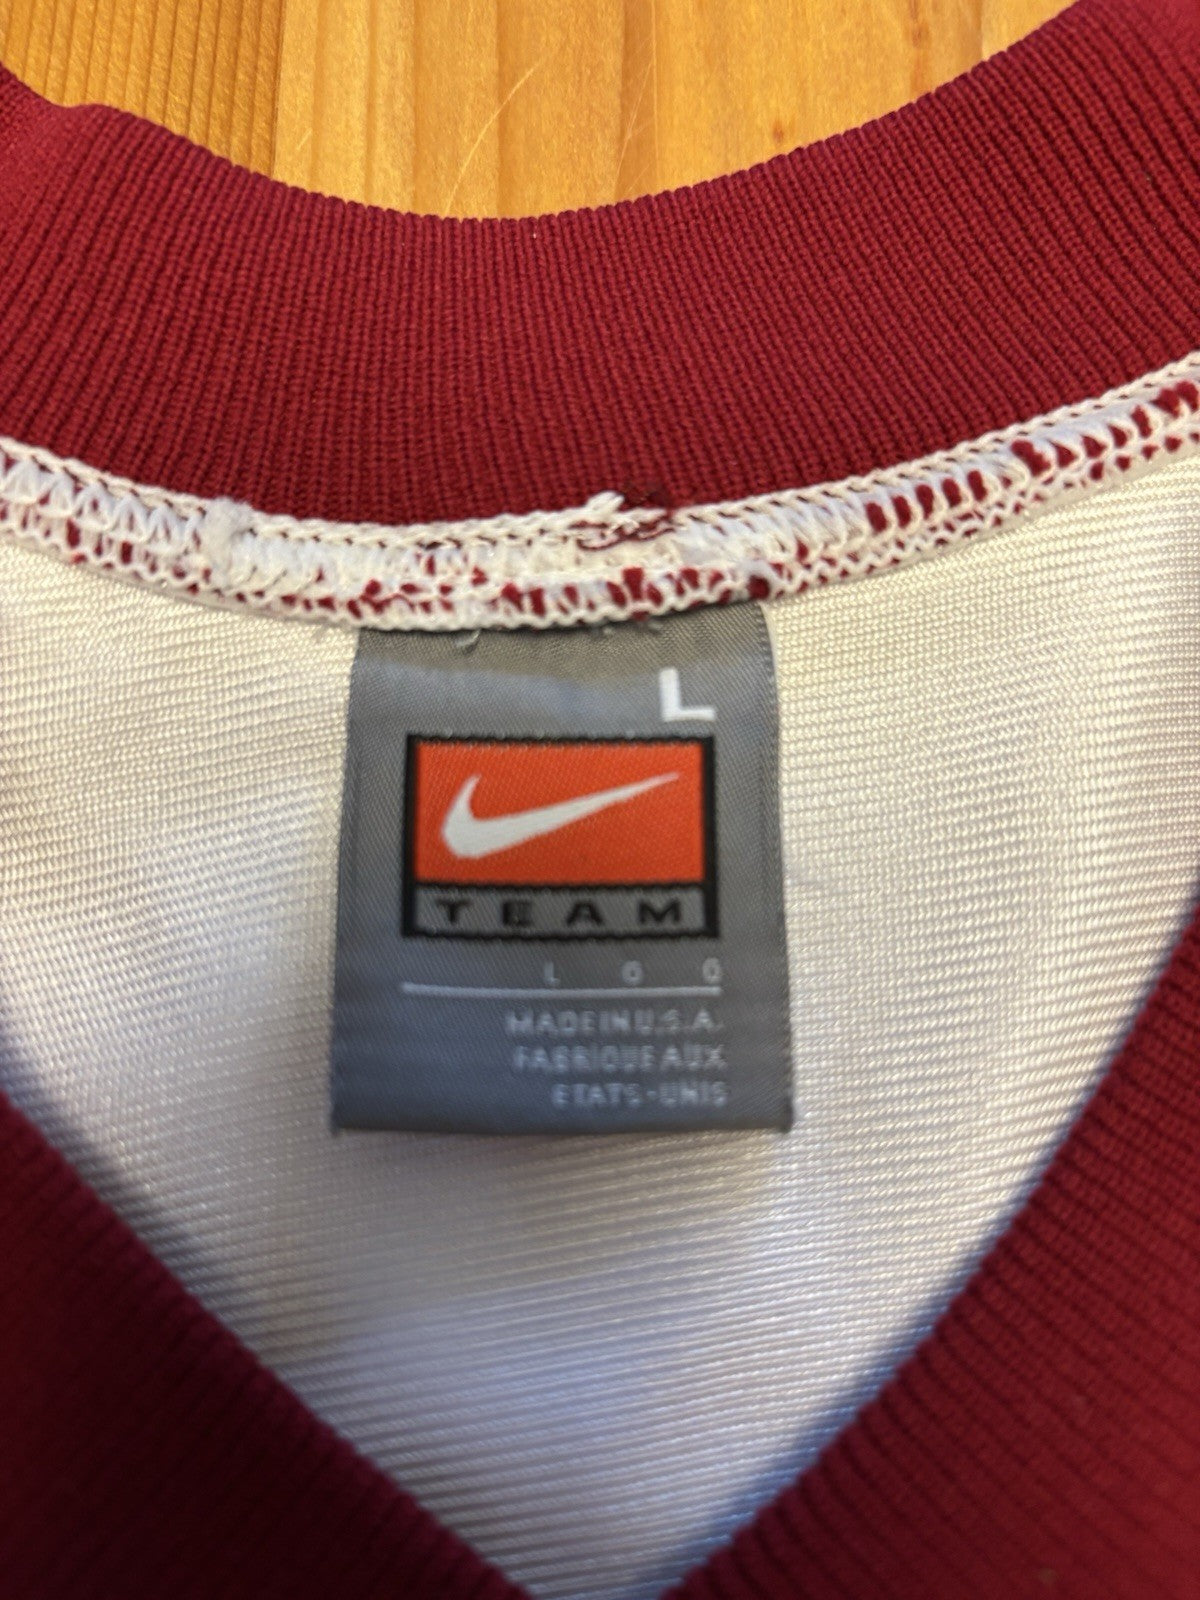 L
TEAM
L G G
MADE IN U.S.A.
FABRIQUE AUX
ETATS-UNIS